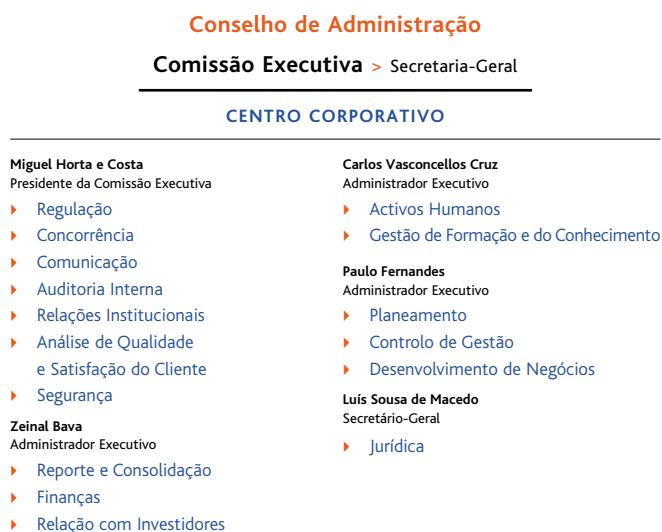 Conselho de Administração
Comissão Executiva > Secretaria-Geral
CENTRO CORPORATIVO
Miguel Horta e Costa
Presidente da Comissão Executiva
Regulação
Concorrência
Comunicação
Auditoria Interna
Relações Institucionais
Análise de Qualidade
e Satisfação do Cliente
Segurança
Zeinal Bava
Administrador Executivo
Reporte e Consolidação
Finanças
Relação com Investidores
Carlos Vasconcellos Cruz
Administrador Executivo
Activos Humanos
Gestão de Formação e do Conhecimento
Paulo Fernandes
Administrador Executivo
Planeamento
Controlo de Gestão
Desenvolvimento de Negócios
Luís Sousa de Macedo
Secretário-Geral
Jurídica